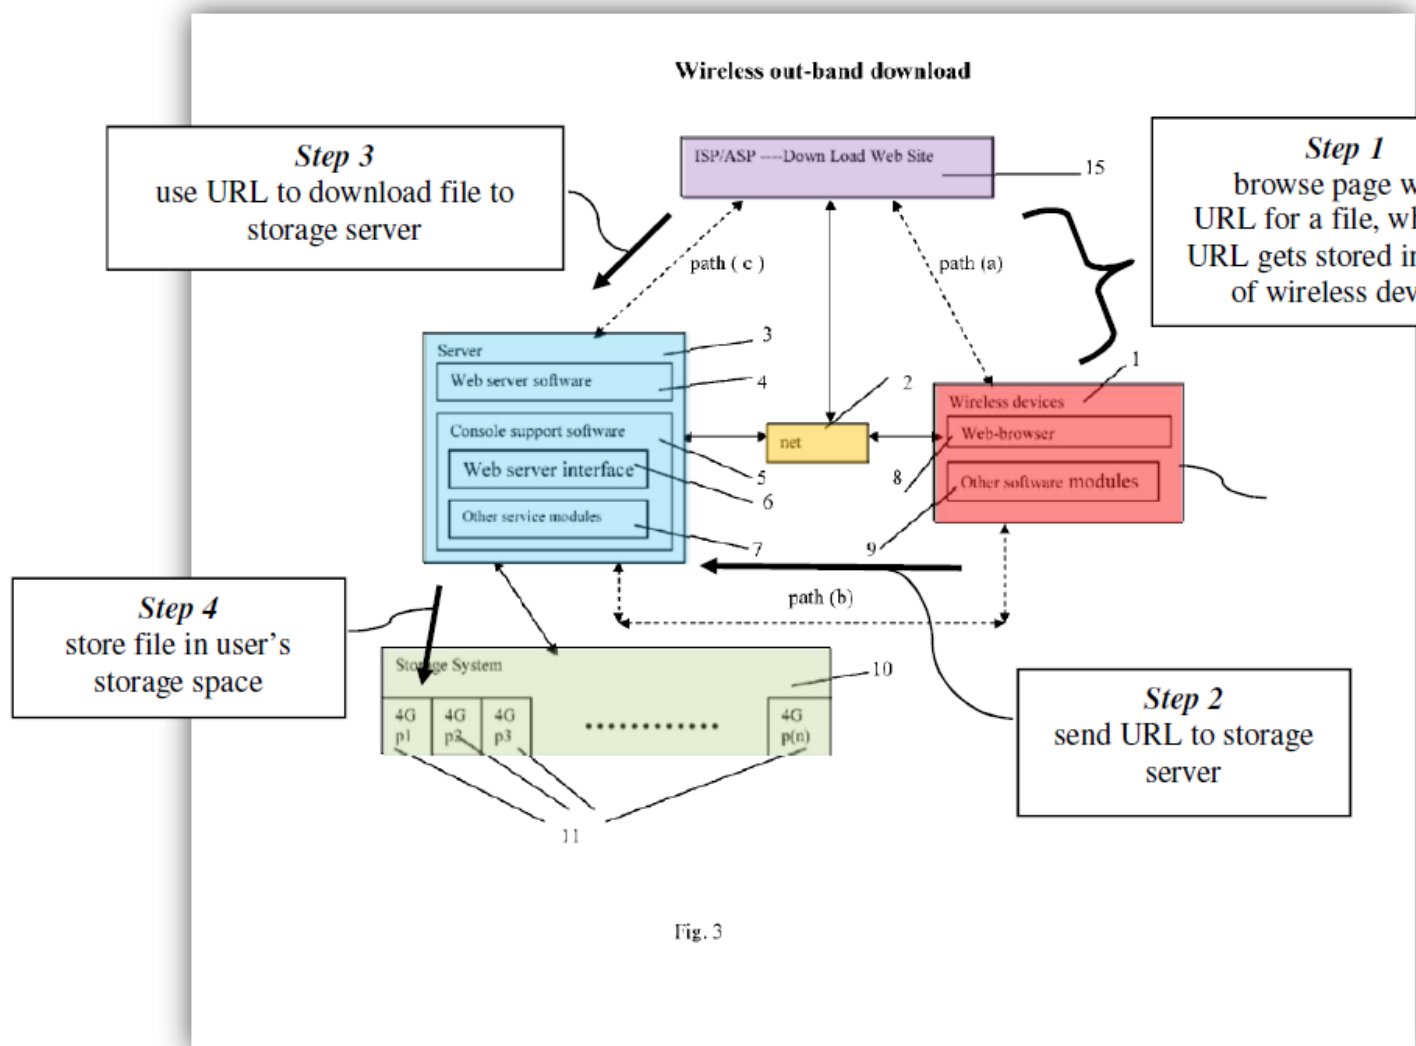 Wireless out-band download
Step 3
use URL to download file to
storage server
ISP/ASP ----Down Load Web Site
15
Step 1
browse page w
URL for a file, wh
URL gets stored in
of wireless dev
path ( c )
path (a)
Server
3
Web server software
4
Console support software
5
Web server interface
6
Other service modules
7
net
2
1
Wireless devices
Web-browser
8
Other software modules
9
path (b)
Step 4
store file in user's
storage space
Storage System
10
4G
p1
4G
p2
4G
p3
............
4G
p(n)
11
Step 2
send URL to storage
server
Fig. 3